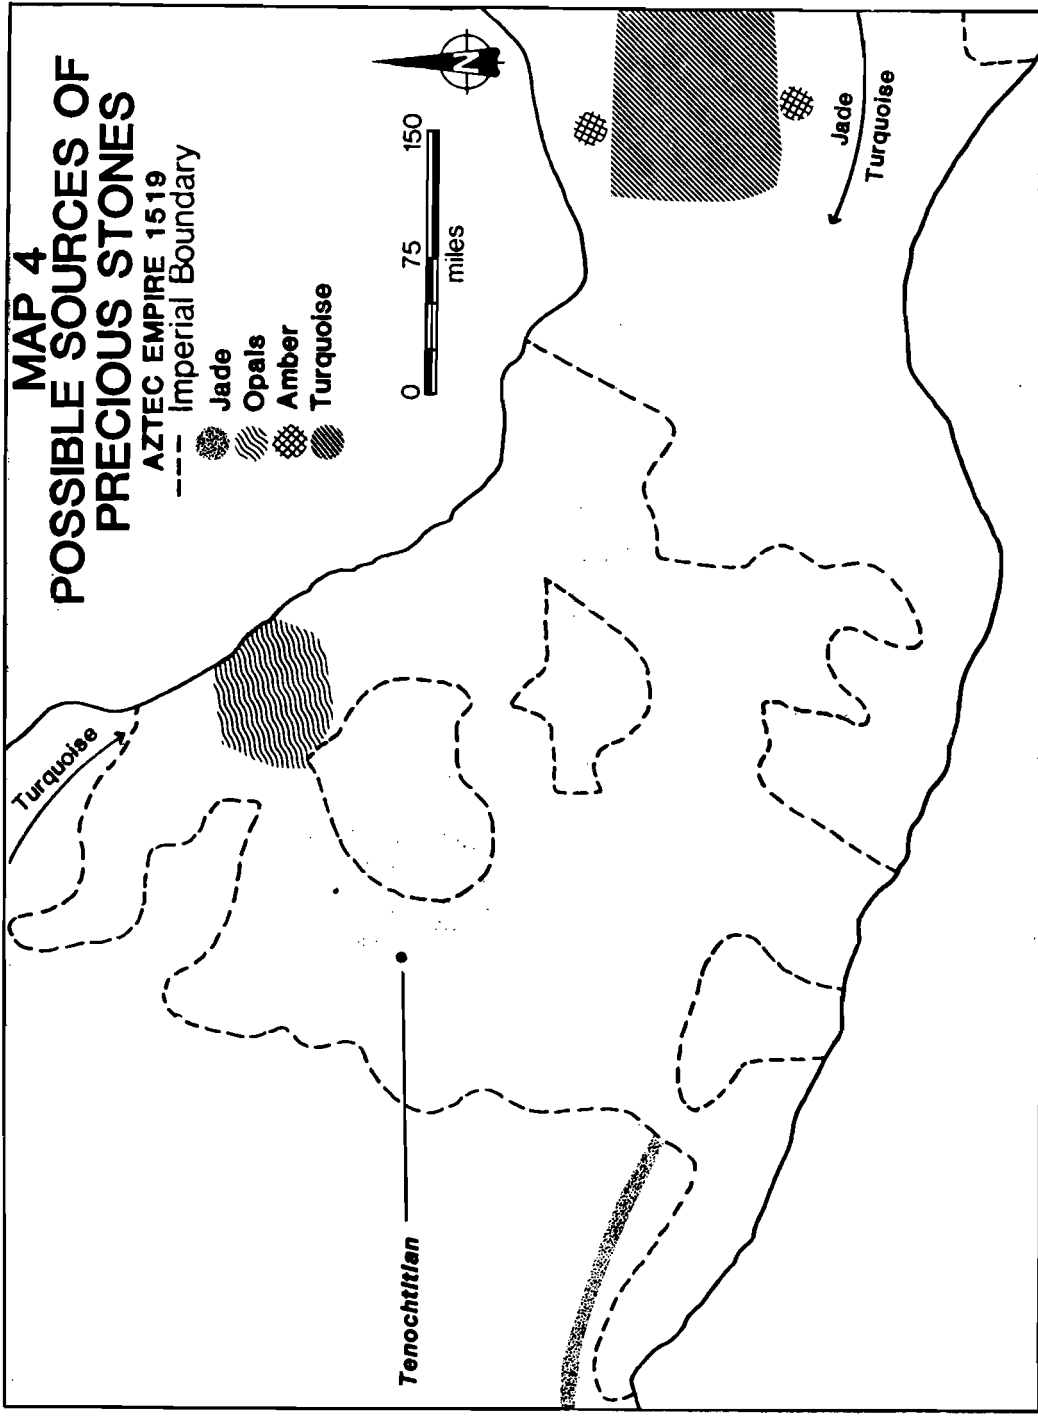 MAP 4
POSSIBLE SOURCES OF
PRECIOUS STONES
AZTEC EMPIRE 1519
Imperial Boundary
Jade
Opals
Amber
Turquoise
N
0 75 150
miles
Turquoise
Jade
Turquoise
Tenochtitlan